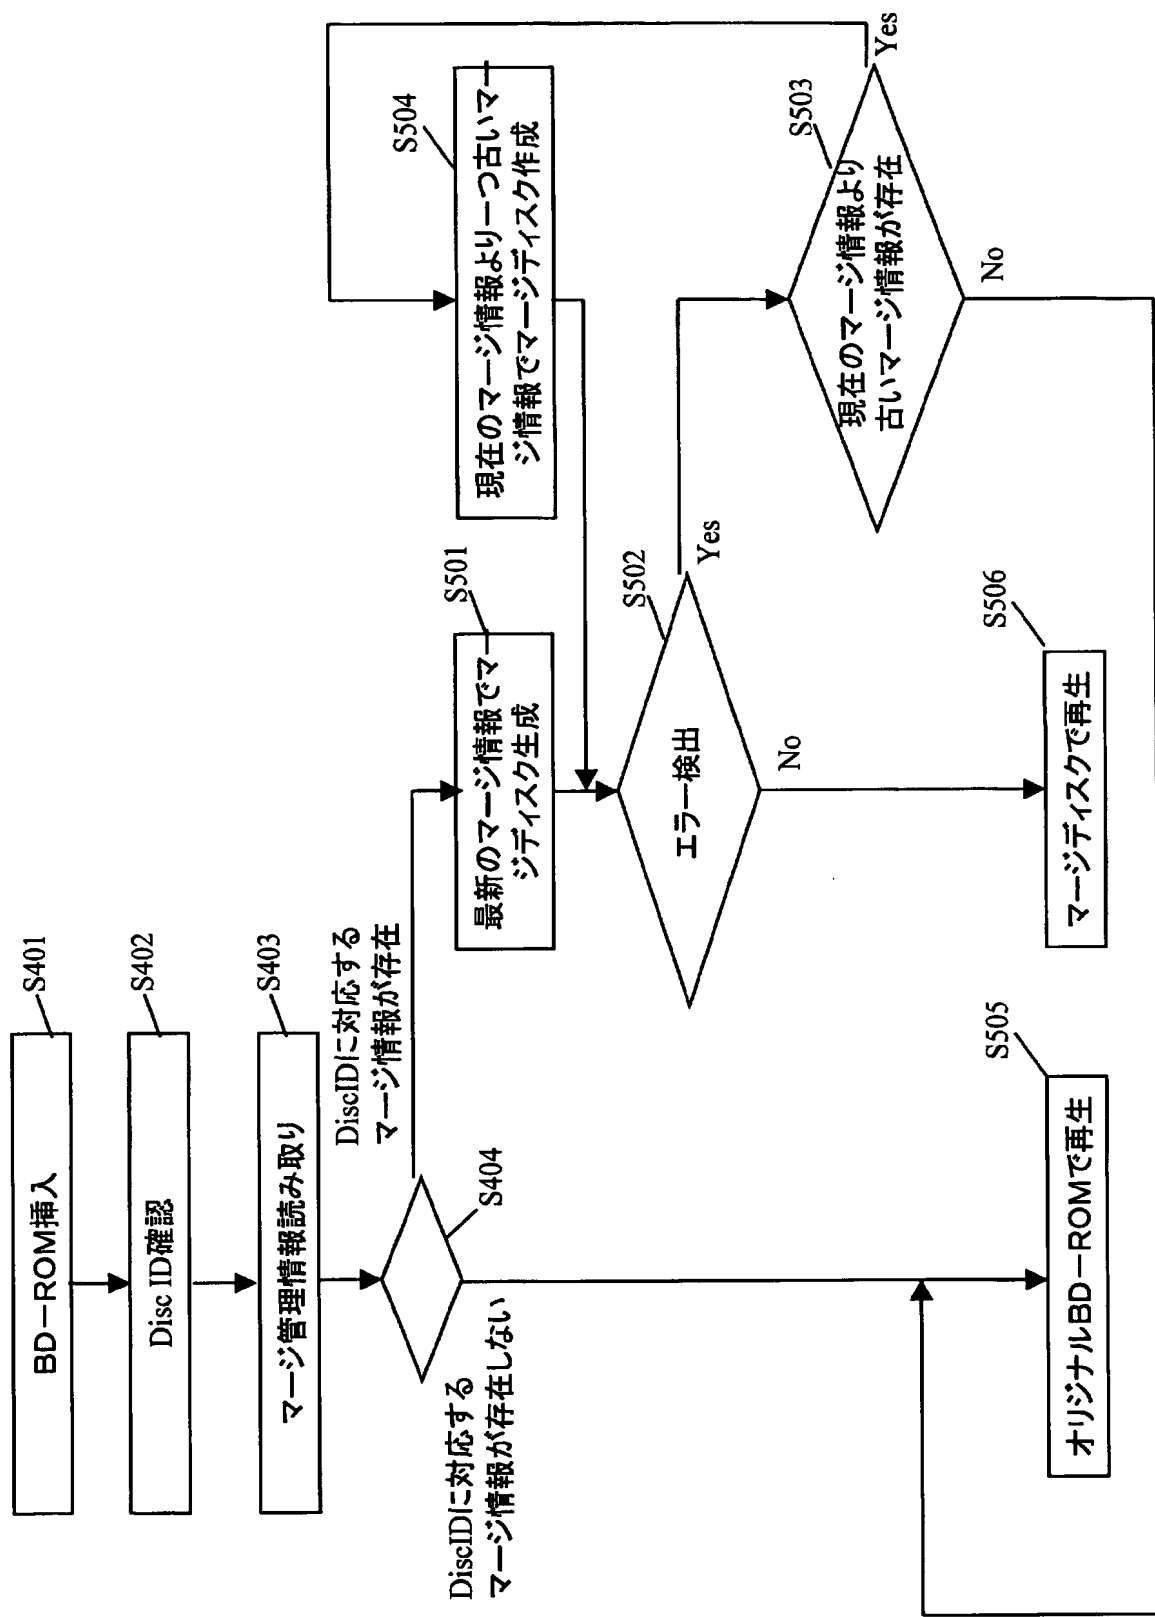 BD－ROM挿入
S401
Disc ID確認
S402
マージ管理情報読み取り
S403
S404
DiscIDに対応する
マージ情報が存在
DiscIDに対応する
マージ情報が存在しない
最新のマージ情報でマー
ジディスク生成
S501
現在のマージ情報より一つ古いマー
ジ情報でマージディスク作成
S504
エラー検出
S502
Yes
No
現在のマージ情報より
古いマージ情報が存在
S503
Yes
No
オリジナルBD－ROMで再生
S505
マージディスクで再生
S506